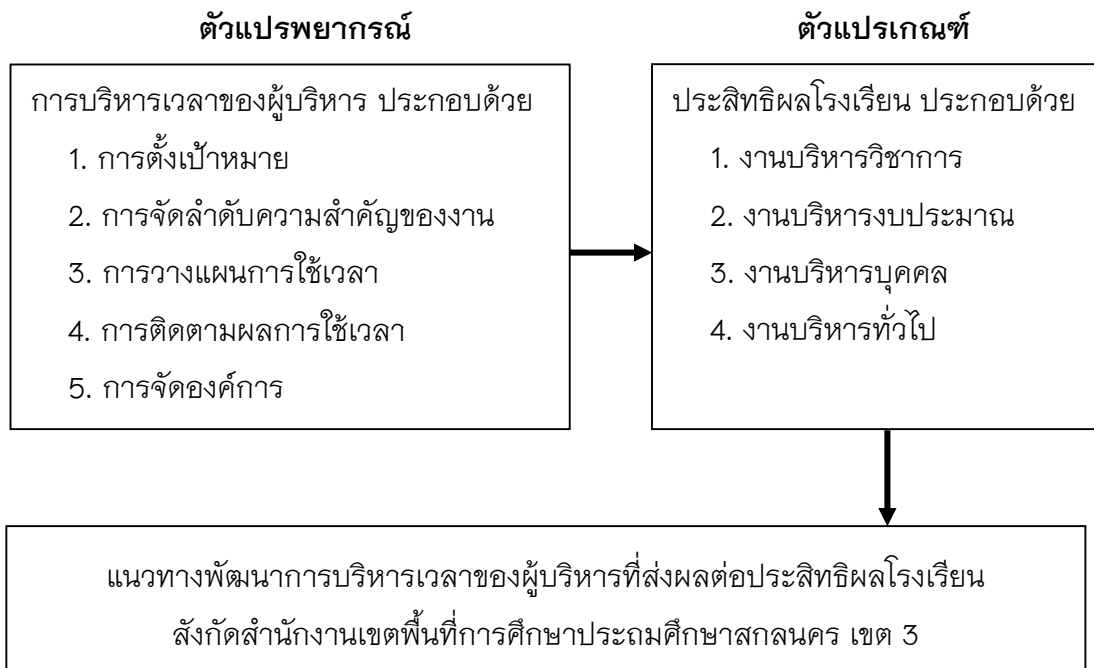 ตัวแปรพยากรณ์
การบริหารเวลาของผู้บริหาร ประกอบด้วย
1. การตั้งเป้าหมาย
2. การจัดลำดับความสำคัญของงาน
3. การวางแผนการใช้เวลา
4. การติดตามผลการใช้เวลา
5. การจัดองค์การ
ตัวแปรเกณฑ์
ประสิทธิผลโรงเรียน ประกอบด้วย
1. งานบริหารวิชาการ
2. งานบริหารงบประมาณ
3. งานบริหารบุคคล
4. งานบริหารทั่วไป
แนวทางพัฒนาการบริหารเวลาของผู้บริหารที่ส่งผลต่อประสิทธิผลโรงเรียน
สังกัดสำนักงานเขตพื้นที่การศึกษาประถมศึกษาสกลนคร เขต 3